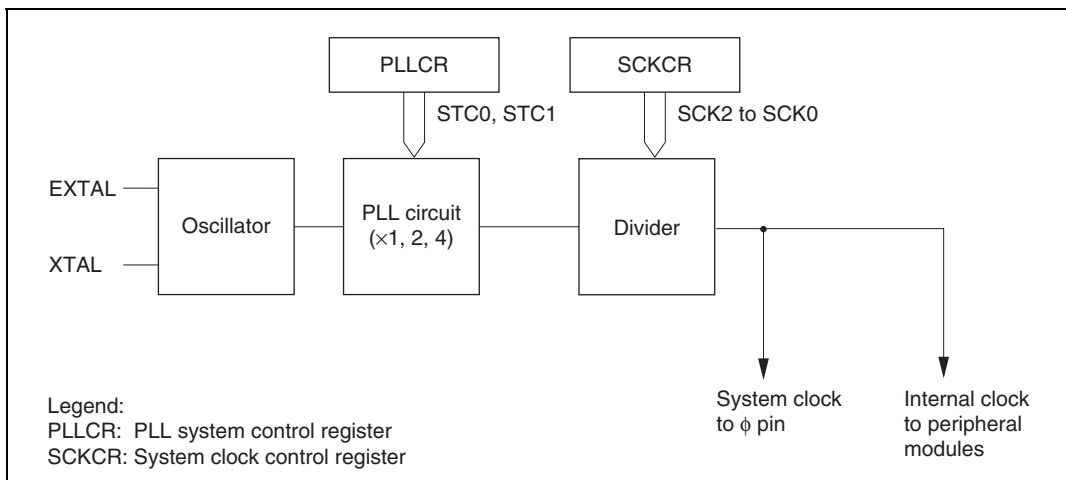 PLLCR
SCKCR
STC0, STC1
SCK2 to SCK0
EXTAL
XTAL
Oscillator
PLL circuit
(×1, 2, 4)
Divider
System clock
to ϕ pin
Internal clock
to peripheral
modules
Legend:
PLLCR: PLL system control register
SCKCR: System clock control register